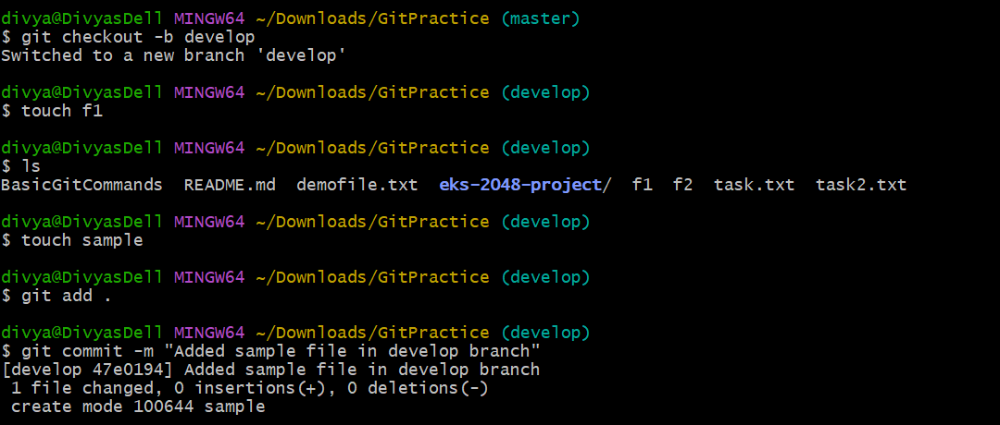 divya@DivyasDell MINGW64 ~/Downloads/GitPractice (master)
$ git checkout -b develop
Switched to a new branch 'develop'
divya@DivyasDell MINGW64 ~/Downloads/GitPractice (develop)
$ touch f1
divya@DivyasDell MINGW64 ~/Downloads/GitPractice (develop)
$ ls
BasicGitCommands  README.md  demofile.txt  eks-2048-project/  f1  f2  task.txt  task2.txt
divya@DivyasDell MINGW64 ~/Downloads/GitPractice (develop)
$ touch sample
divya@DivyasDell MINGW64 ~/Downloads/GitPractice (develop)
$ git add .
divya@DivyasDell MINGW64 ~/Downloads/GitPractice (develop)
$ git commit -m "Added sample file in develop branch"
[develop 47e0194] Added sample file in develop branch
 1 file changed, 0 insertions(+), 0 deletions(-)
 create mode 100644 sample